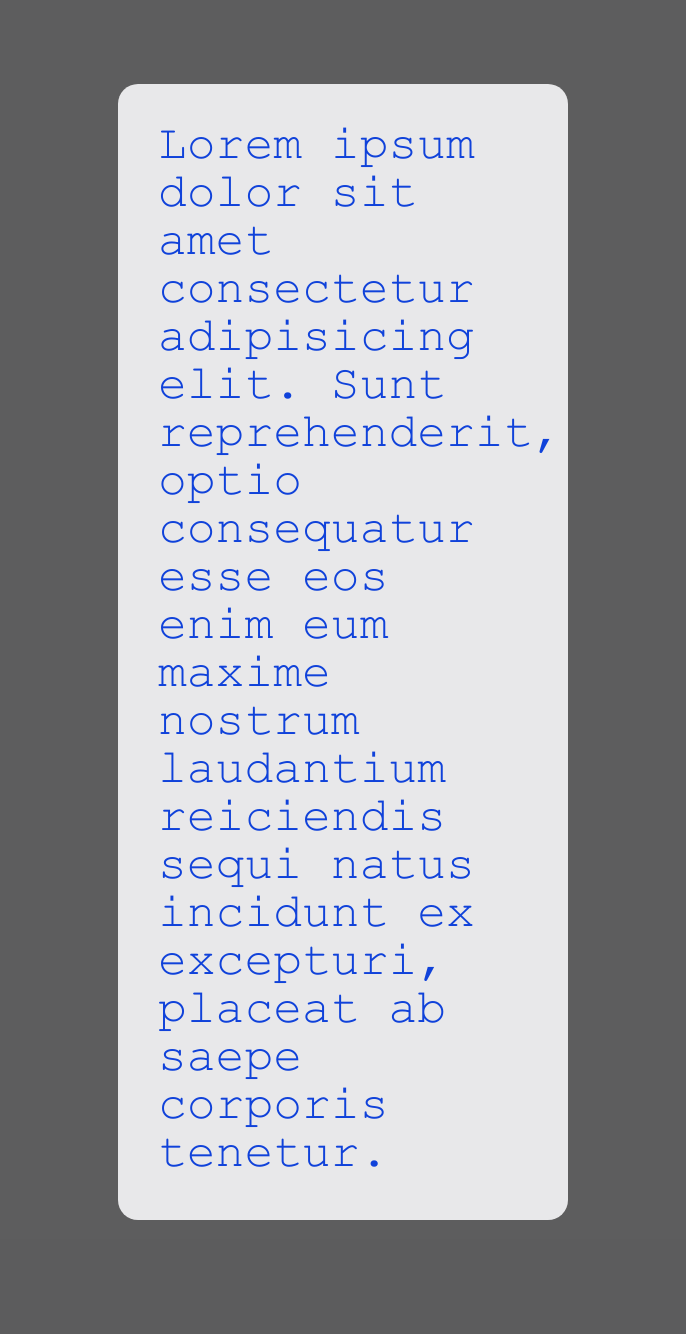 Lorem ipsum
dolor sit
amet
consectetur
adipisicing
elit. Sunt
reprehenderit,
optio
consequatur
esse eos
enim eum
maxime
nostrum
laudantium
reiciendis
sequi natus
incidunt ex
excepturi,
placeat ab
saepe
corporis
tenetur.